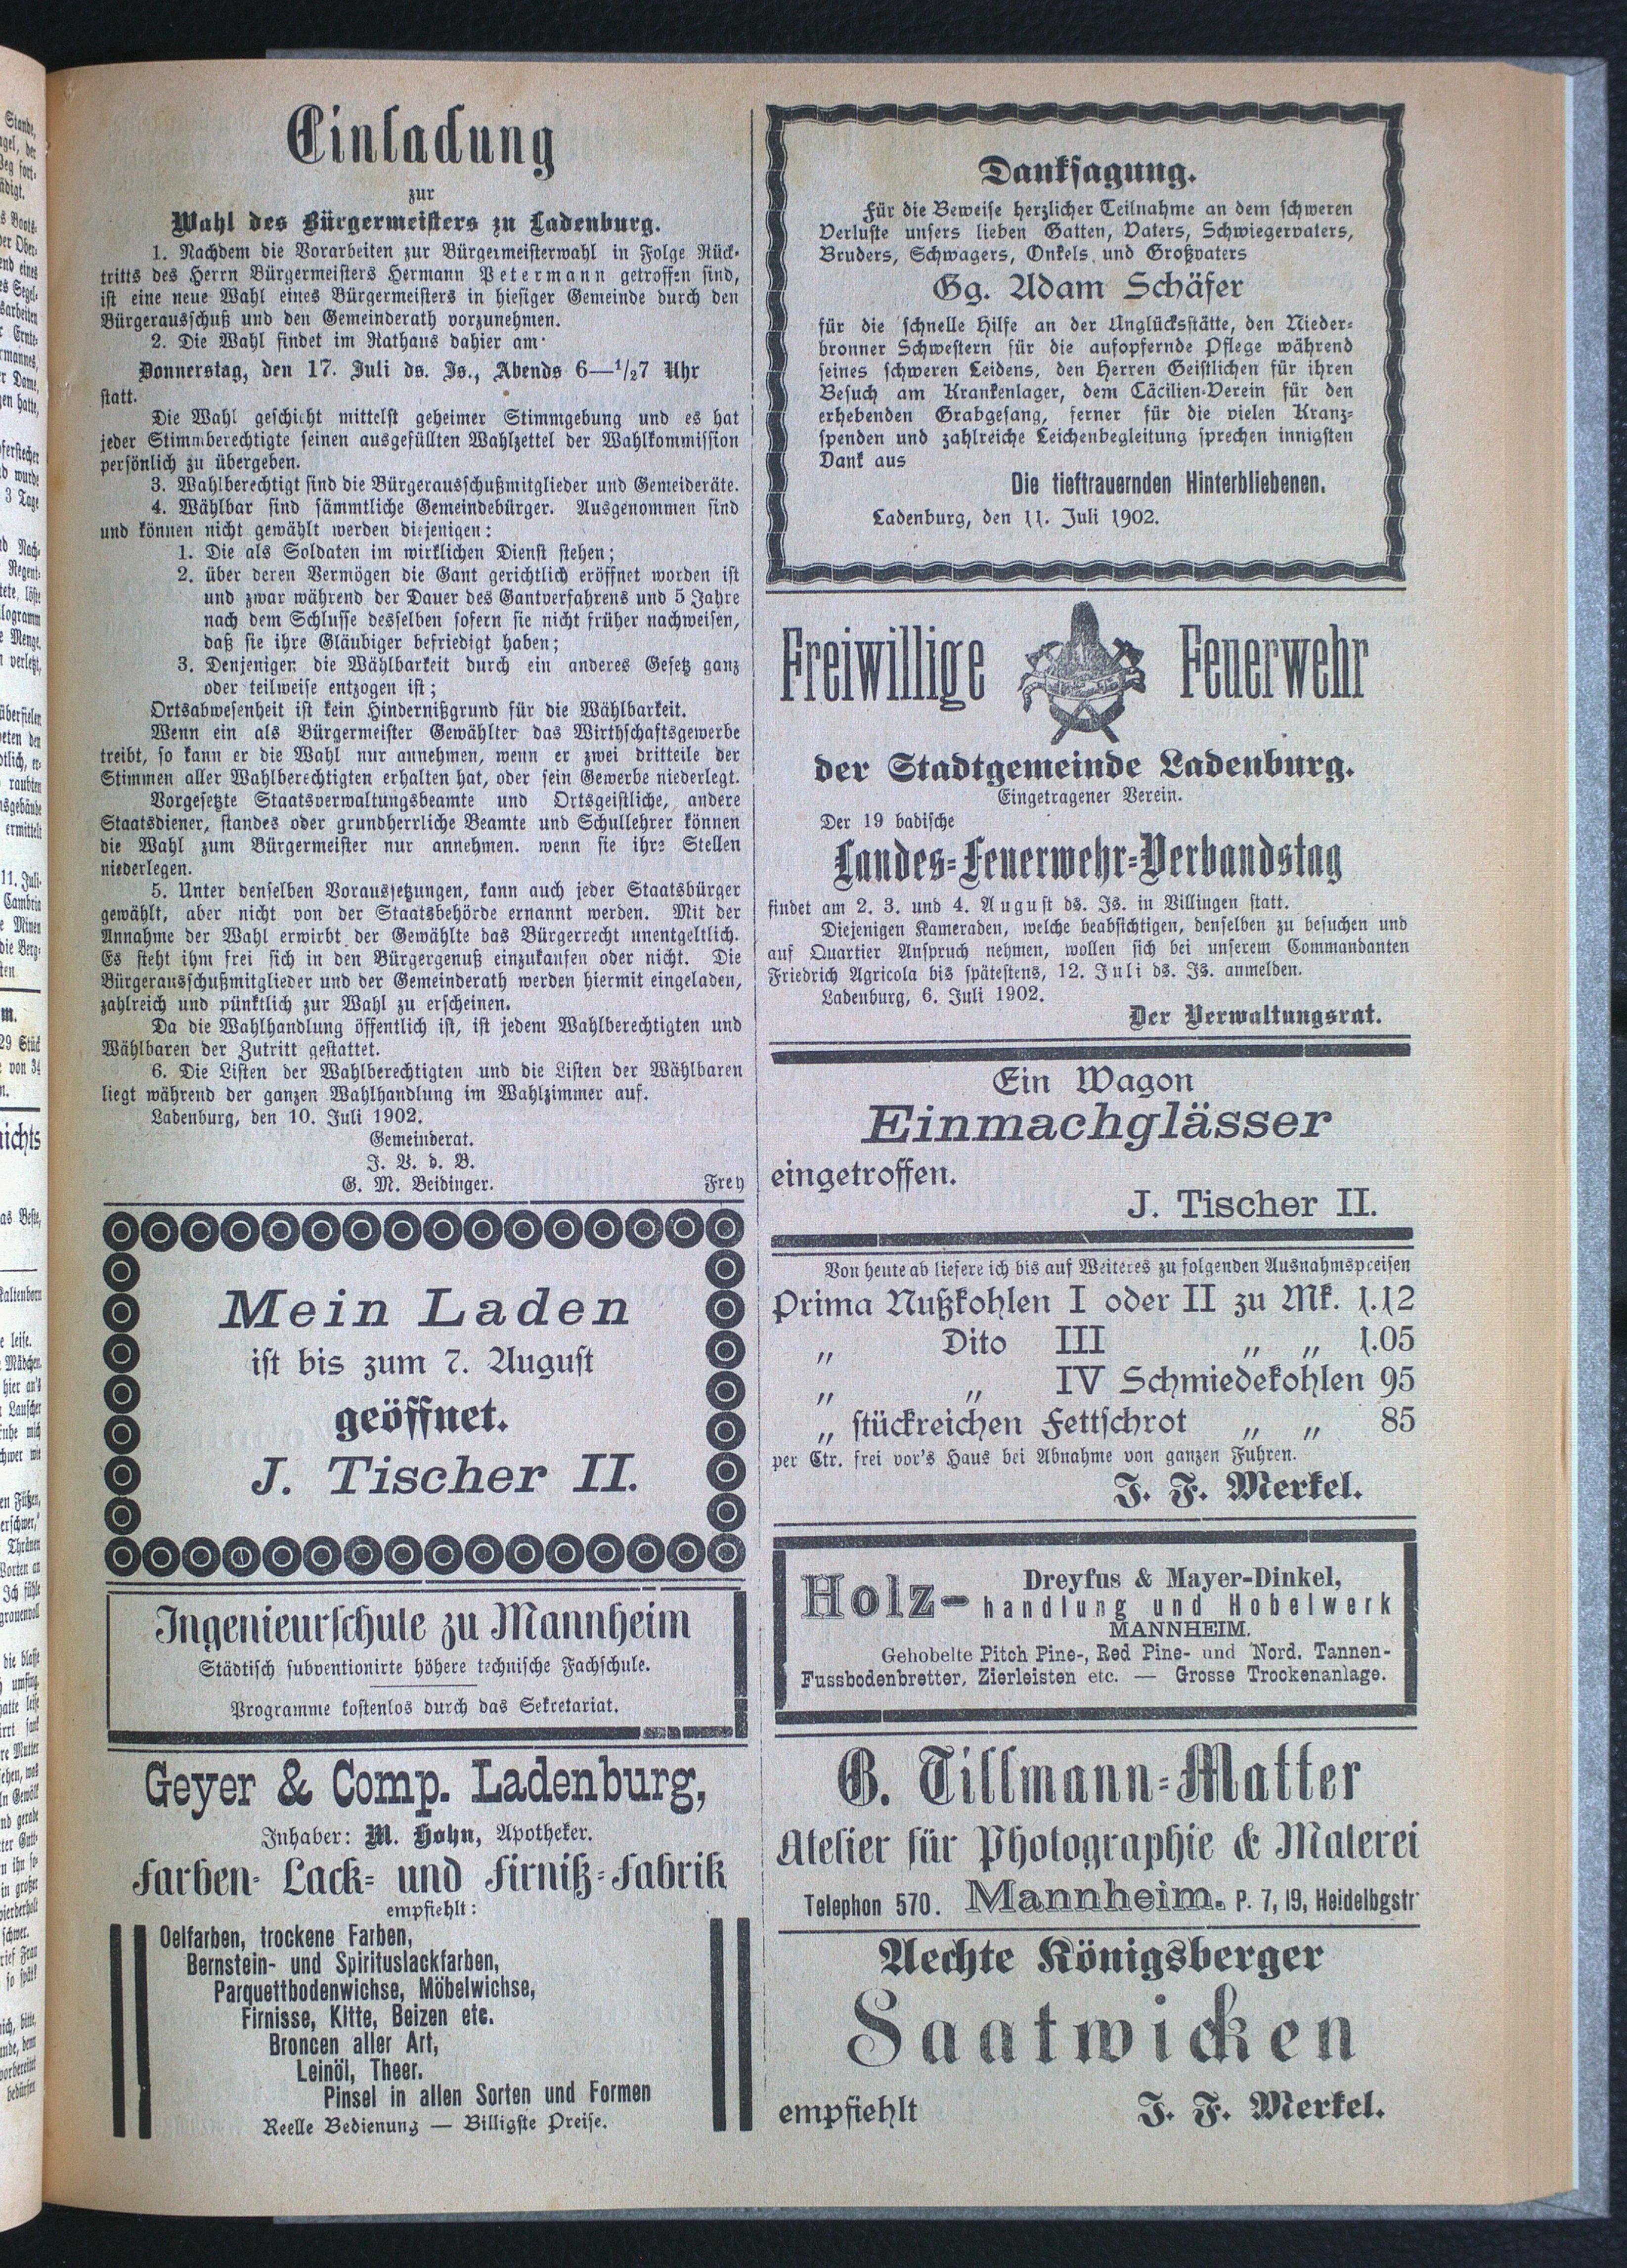 Einladung
zur
Wahl des Bürgermeisters zu Ladenburg.
1. Nachdem die Vorarbeiten zur Bürgermeisterwahl in Folge Rück-
tritts des Herrn Bürgermeisters Hermann Petermann getroffen sind,
ist eine neue Wahl eines Bürgermeisters in hiesiger Gemeinde durch den
Bürgerausschuß und den Gemeinderath vorzunehmen.
2. Die Wahl findet im Rathaus dahier am
Donnerstag, den 17. Juli ds. Js., Abends 6—1/27 Uhr
statt.
Die Wahl geschieht mittelst geheimer Stimmgebung und es hat
jeder Stimmberechtigte seinen ausgefüllten Wahlzettel der Wahlkommission
persönlich zu übergeben.
3. Wahlberechtigt sind die Bürgerausschußmitglieder und Gemeideräte.
4. Wählbar sind sämmtliche Gemeindebürger. Ausgenommen sind
und können nicht gewählt werden diejenigen:
1. Die als Soldaten im wirklichen Dienst stehen;
2. über deren Vermögen die Gant gerichtlich eröffnet worden ist
und zwar während der Dauer des Gantverfahrens und 5 Jahre
nach dem Schlusse desselben sofern sie nicht früher nachweisen,
daß sie ihre Gläubiger befriedigt haben;
3. Denjenigen die Wählbarkeit durch ein anderes Gesetz ganz
oder teilweise entzogen ist;
Ortsabwesenheit ist kein Hindernißgrund für die Wählbarkeit.
Wenn ein als Bürgermeister Gewählter das Wirthschaftsgewerbe
treibt, so kann er die Wahl nur annehmen, wenn er zwei dritteile der
Stimmen aller Wahlberechtigten erhalten hat, oder sein Gewerbe niederlegt.
Vorgesetzte Staatsverwaltungsbeamte und Ortsgeistliche, andere
Staatsdiener, standes oder grundherrliche Beamte und Schullehrer können
die Wahl zum Bürgermeister nur annehmen. wenn sie ihre Stellen
niederlegen.
5. Unter denselben Voraussetzungen, kann auch jeder Staatsbürger
gewählt, aber nicht von der Staatsbehörde ernannt werden. Mit der
Annahme der Wahl erwirbt der Gewählte das Bürgerrecht unentgeltlich.
Es steht ihm frei sich in den Bürgergenuß einzukaufen oder nicht. Die
Bürgerausschußmitglieder und der Gemeinderath werden hiermit eingeladen,
zahlreich und pünktlich zur Wahl zu erscheinen.
Da die Wahlhandlung öffentlich ist, ist jedem Wahlberechtigten und
Wählbaren der Zutritt gestattet.
6. Die Listen der Wahlberechtigten und die Listen der Wählbaren
liegt während der ganzen Wahlhandlung im Wahlzimmer auf.
Ladenburg, den 10. Juli 1902.
Gemeinderat.
J. V. d. B.
G. M. Beidinger. Frey
Mein Laden
ist bis zum 7. August
geöffnet.
J. Tischer II.
Ingenieurschule zu Mannheim
Städtisch subventionirte höhere technische Fachschule.
Programme kostenlos durch das Sekretariat.
Geyer & Comp. Ladenburg,
Inhaber: M. Hohn, Apotheker.
Farben- Lack- und Firniß-Fabrik
empfiehlt:
Oelfarben, trockene Farben,
Bernstein- und Spirituslackfarben,
Parquettbodenwichse, Möbelwichse,
Firnisse, Kitte, Beizen etc.
Broncen aller Art,
Leinöl, Theer.
Pinsel in allen Sorten und Formen
Reelle Bedienung — Billigste Preise.
Danksagung.
Für die Beweise herzlicher Teilnahme an dem schweren
Verluste unsers lieben Gatten, Vaters, Schwiegervaters,
Bruders, Schwagers, Onkels und Großvaters
Gg. Adam Schäfer
für die schnelle Hilfe an der Unglücksstätte, den Nieder-
bronner Schwestern für die aufopfernde Pflege während
seines schweren Leidens, den Herren Geistlichen für ihren
Besuch am Krankenlager, dem Cäcilien-Verein für den
erhebenden Grabgesang, ferner für die vielen Kranz-
spenden und zahlreiche Leichenbegleitung sprechen innigsten
Dank aus
Die tieftrauernden Hinterbliebenen.
Ladenburg, den 11. Juli 1902.
Freiwillige Feuerwehr
der Stadtgemeinde Ladenburg.
Eingetragener Verein.
Der 19 badische
Landes-Feuerwehr-Verbandstag
findet am 2. 3. und 4. August ds. Js. in Villingen statt.
Diejenigen Kameraden, welche beabsichtigen, denselben zu besuchen und
auf Quartier Anspruch nehmen, wollen sich bei unserem Commandanten
Friedrich Agricola bis spätestens, 12. Juli ds. Js. anmelden.
Ladenburg, 6. Juli 1902.
Der Verwaltungsrat.
Ein Wagon
Einmachglässer
eingetroffen.
J. Tischer II.
Von heute ab liefere ich bis auf Weiteres zu folgenden Ausnahmspreisen
Prima Nußkohlen I oder II zu Mk. 1.12
„ Dito III „ „ 1.05
„ „ IV Schmiedekohlen 95
„ stückreichen Fettschrot „ „ 85
per Ctr. frei vor's Haus bei Abnahme von ganzen Fuhren.
J. F. Merkel.
Dreyfus & Mayer-Dinkel,
Holz- handlung und Hobelwerk
MANNHEIM.
Gehobelte Pitch Pine-, Red Pine- und Nord. Tannen-
Fussbodenbretter, Zierleisten etc. — Grosse Trockenanlage.
G. Tillmann-Matter
Atelier für Photographie & Malerei
Telephon 570. Mannheim. P. 7, 19, Heidelbgstr
Aechte Königsberger
Saatwicken
empfiehlt J. F. Merkel.